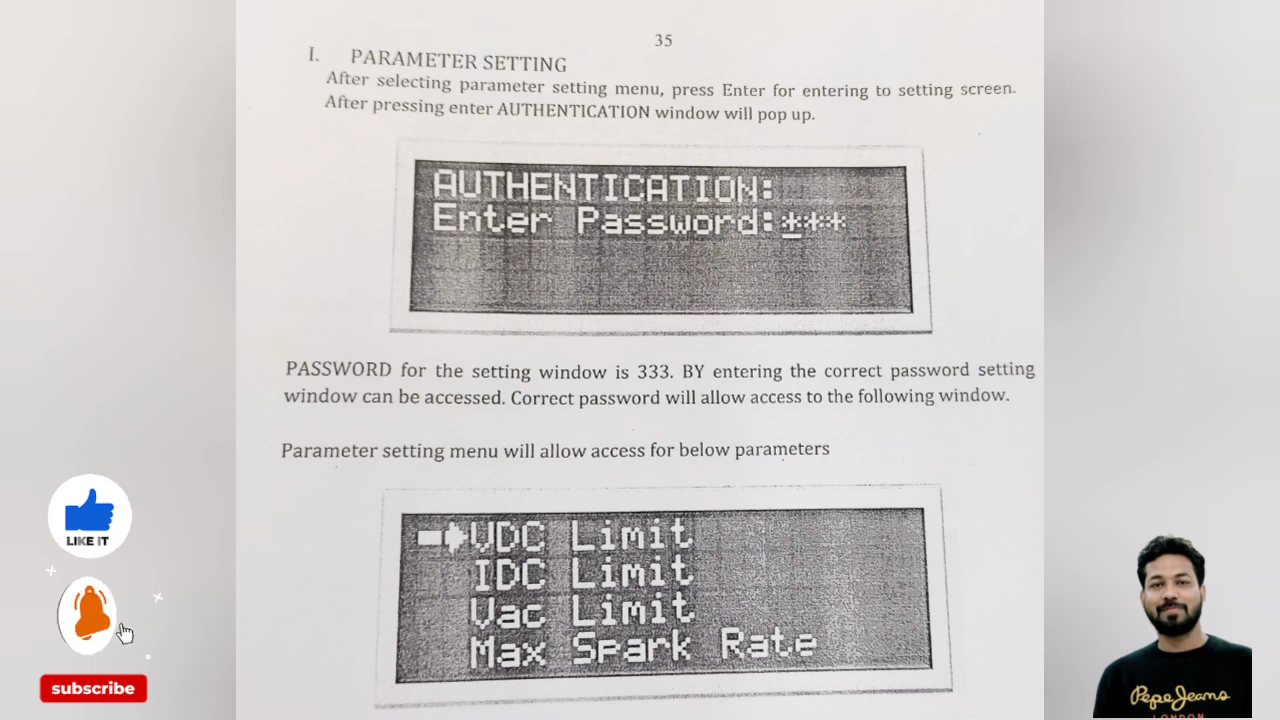 35
I. PARAMETER SETTING
After selecting parameter setting menu, press Enter for entering to setting screen.
After pressing enter AUTHENTICATION window will pop up.
AUTHENTICATION:
Enter Password:***
PASSWORD for the setting window is 333. BY entering the correct password setting
window can be accessed. Correct password will allow access to the following window.
Parameter setting menu will allow access for below parameters
VDC Limit
IDC Limit
Vac Limit
Max Spark Rate
LIKE IT
subscribe
Pepe Jeans
LONDON